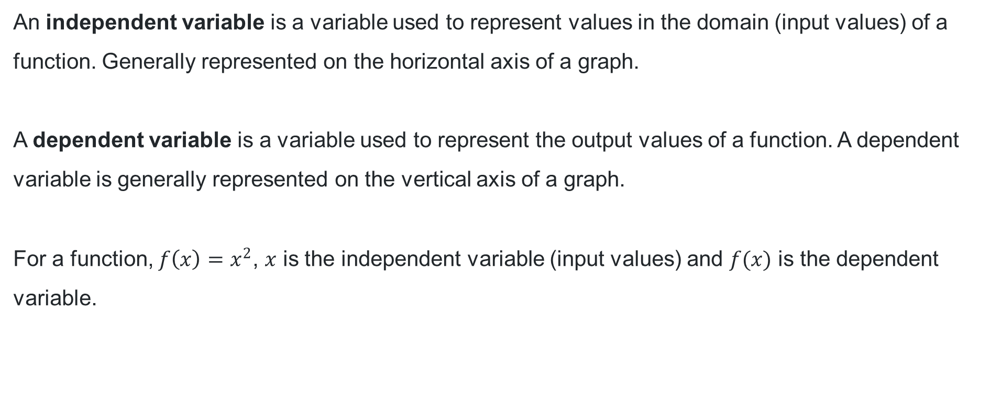 An independent variable is a variable used to represent values in the domain (input values) of a
function. Generally represented on the horizontal axis of a graph.
A dependent variable is a variable used to represent the output values of a function. A dependent
variable is generally represented on the vertical axis of a graph.
For a function, f(x) = x², x is the independent variable (input values) and f(x) is the dependent
variable.